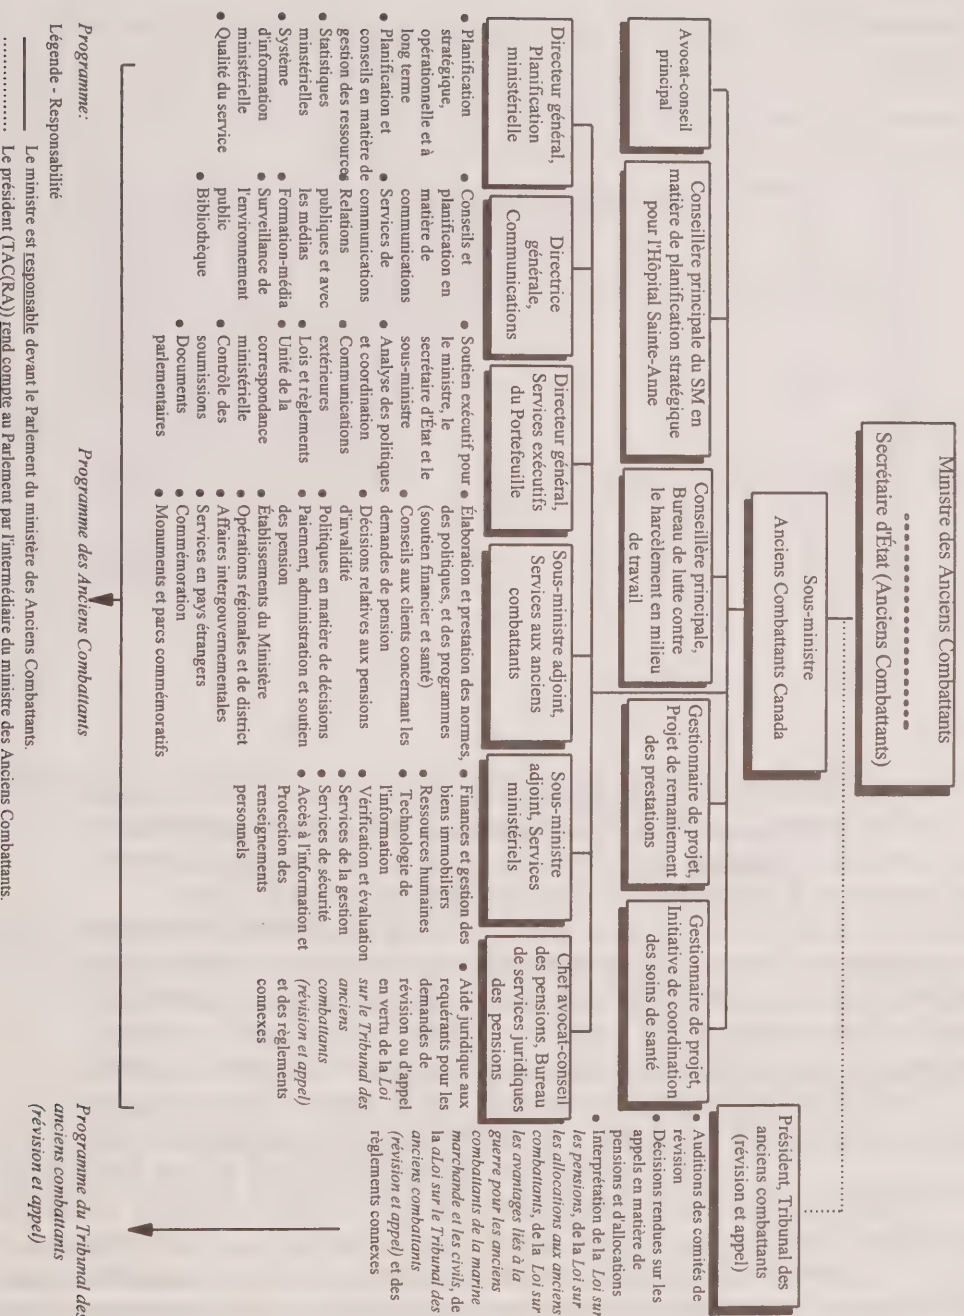 Ministre des Anciens Combattants
Secrétaire d'État (Anciens Combattants)
Sous-ministre
Anciens Combattants Canada
Avocat-conseil
principal
Conseillère principale du SM en
matière de planification stratégique
pour l'Hôpital Sainte-Anne
Conseillère principale,
Bureau de lutte contre
le harcèlement en milieu
de travail
Gestionnaire de projet,
Projet de remaniement
des prestations
Gestionnaire de projet,
Initiative de coordination
des soins de santé
Président, Tribunal des
anciens combattants
(révision et appel)
• Auditions des comités de
révision
• Décisions rendues sur les
appels en matière de
pensions et d'allocations
• Interprétation de la Loi sur
les pensions, de la Loi sur
les allocations aux anciens
combattants, de la Loi sur
les avantages liés à la
guerre pour les anciens
combattants de la marine
marchande et les civils, de
la aLoi sur le Tribunal des
anciens combattants
(révision et appel) et des
règlements connexes
Directeur général,
Planification
ministérielle
• Planification
stratégique,
opérationnelle et à
long terme
• Planification et
conseils en matière de
gestion des ressources
• Statistiques
minstérielles
• Système
d'information
ministérielle
• Qualité du service
Directrice
générale,
Communications
• Conseils et
planification en
matière de
communications
• Services de
communications
• Relations
publiques et avec
les médias
• Formation-média
• Surveillance de
l'environnement
public
• Bibliothèque
Directeur général,
Services exécutifs
du Portefeuille
• Soutien exécutif pour
le ministre, le
secrétaire d'État et le
sous-ministre
• Analyse des politiques
et coordination
• Communications
extérieures
• Lois et règlements
• Unité de la
correspondance
ministérielle
• Contrôle des
soumissions
• Documents
parlementaires
Sous-ministre adjoint,
Services aux anciens
combattants
• Élaboration et prestation des normes,
des politiques, et des programmes
(soutien financier et santé)
• Conseils aux clients concernant les
demandes de pension
• Décisions relatives aux pensions
d'invalidité
• Politiques en matière de décisions
• Paiement, administration et soutien
des pension
• Établissements du Ministère
• Opérations régionales et de district
• Affaires intergouvernementales
• Services en pays étrangers
• Commémoration
• Monuments et parcs commémoratifs
Sous-ministre
adjoint, Services
ministériels
• Finances et gestion des
biens immobiliers
• Ressources humaines
• Technologie de
l'information
• Vérification et évaluation
• Services de la gestion
• Services de sécurité
• Accès à l'information et
Protection des
renseignements
personnels
Chef avocat-conseil
des pensions, Bureau
de services juridiques
des pensions
• Aide juridique aux
requérants pour les
demandes de
révision ou d'appel
en vertu de la Loi
sur le Tribunal des
anciens
combattants
(révision et appel)
et des règlements
connexes
Programme:
Programme des Anciens Combattants
Programme du Tribunal des
anciens combattants
(révision et appel)
Légende - Responsabilité
Le ministre est responsable devant le Parlement du ministère des Anciens Combattants.
Le président (TAC(RA)) rend compte au Parlement par l'intermédiaire du ministre des Anciens Combattants.